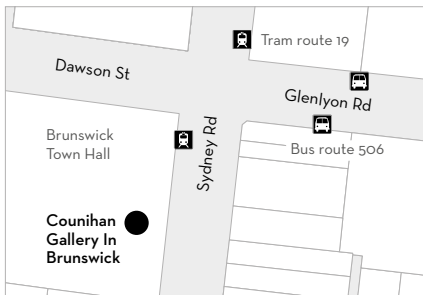 Tram route 19
Dawson St
Glenlyon Rd
Brunswick
Town Hall
Sydney Rd
Bus route 506
Counihan
Gallery In
Brunswick